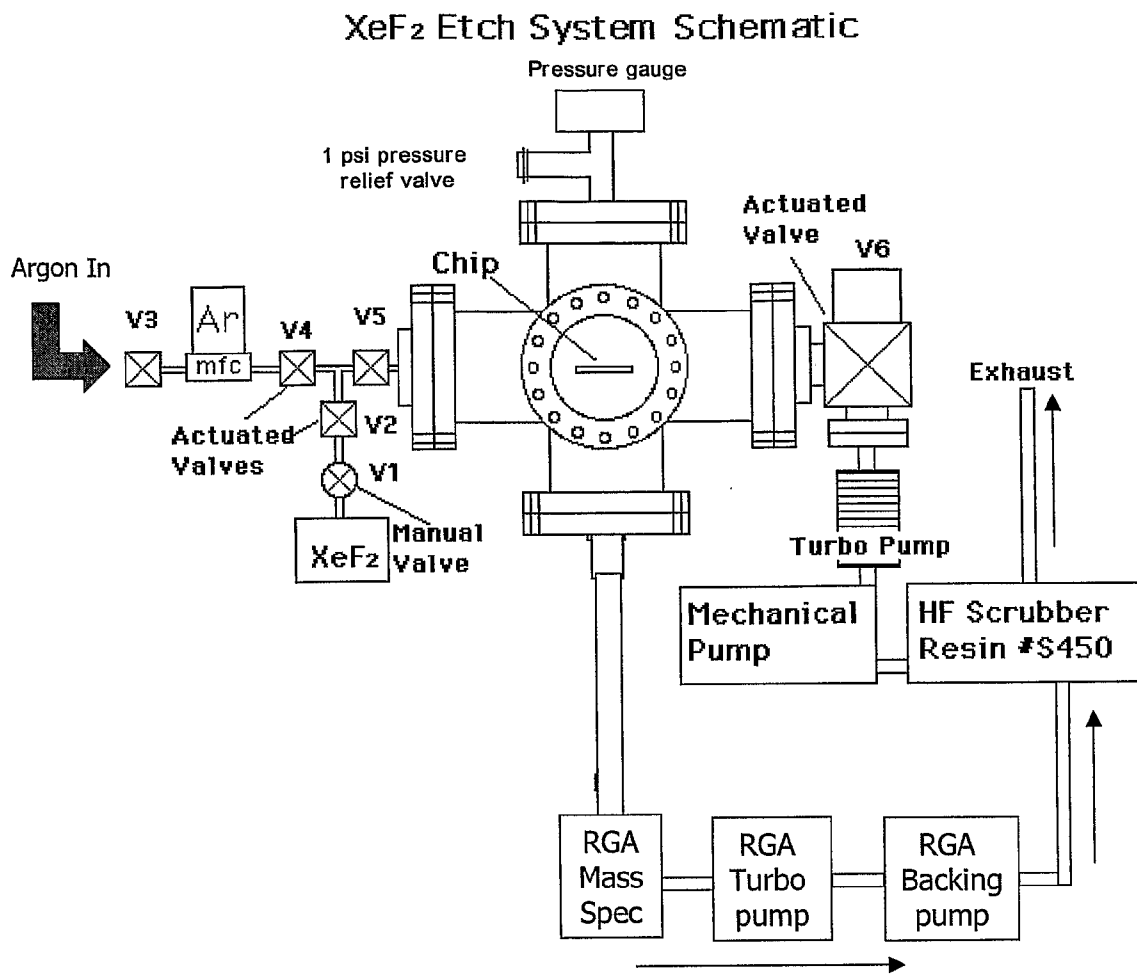 XeF₂ Etch System Schematic
Pressure gauge
1 psi pressure
relief valve
Actuated
Valve
V6
Argon In
Chip
V3
Ar
mfc
V4
V5
Exhaust
Actuated
Valves
V2
V1
Manual
Valve
XeF₂
Turbo Pump
Mechanical
Pump
HF Scrubber
Resin #S450
RGA
Mass
Spec
RGA
Turbo
pump
RGA
Backing
pump